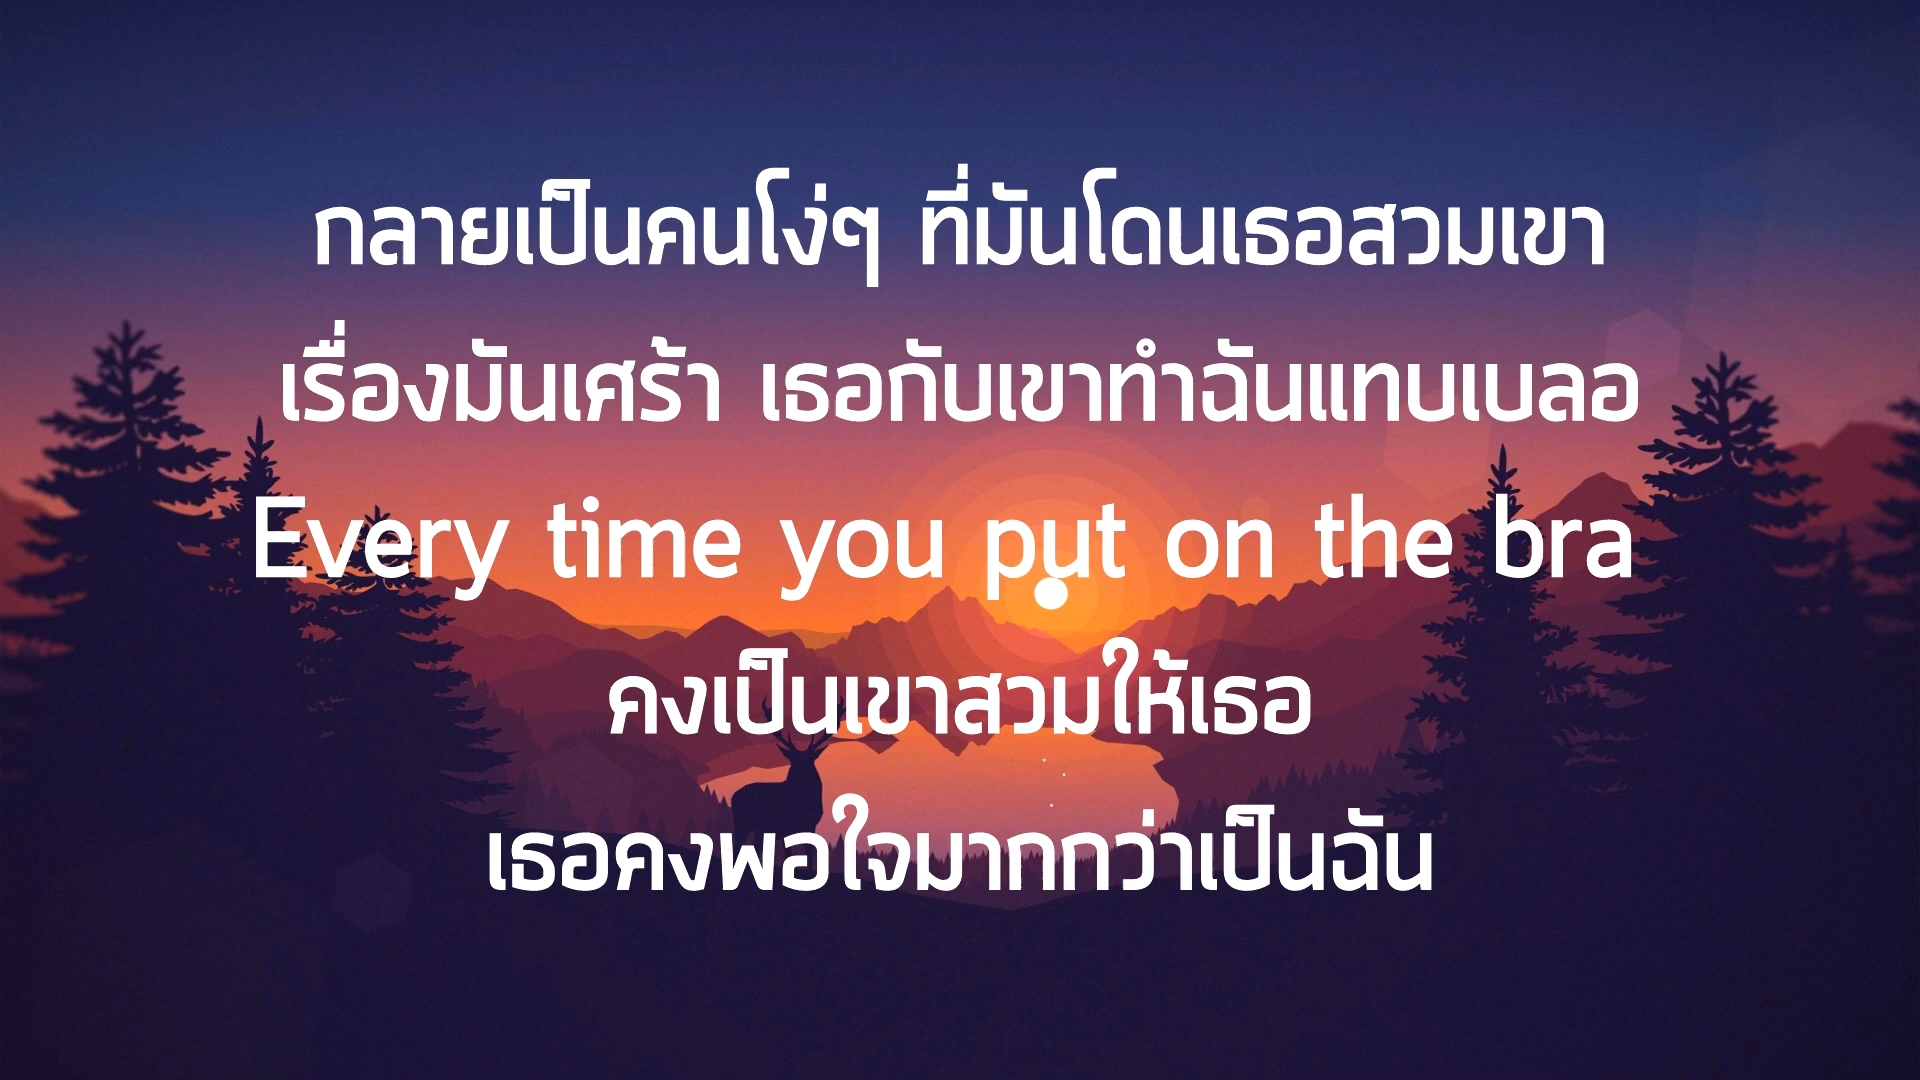 กลายเป็นคนโง่ๆ ที่มันโดนเธอสวมเขา
เรื่องมันเศร้า เธอกับเขาทำฉันแทบเบลอ
Every time you put on the bra
คงเป็นเขาสวมให้เธอ
เธอคงพอใจมากกว่าเป็นฉัน